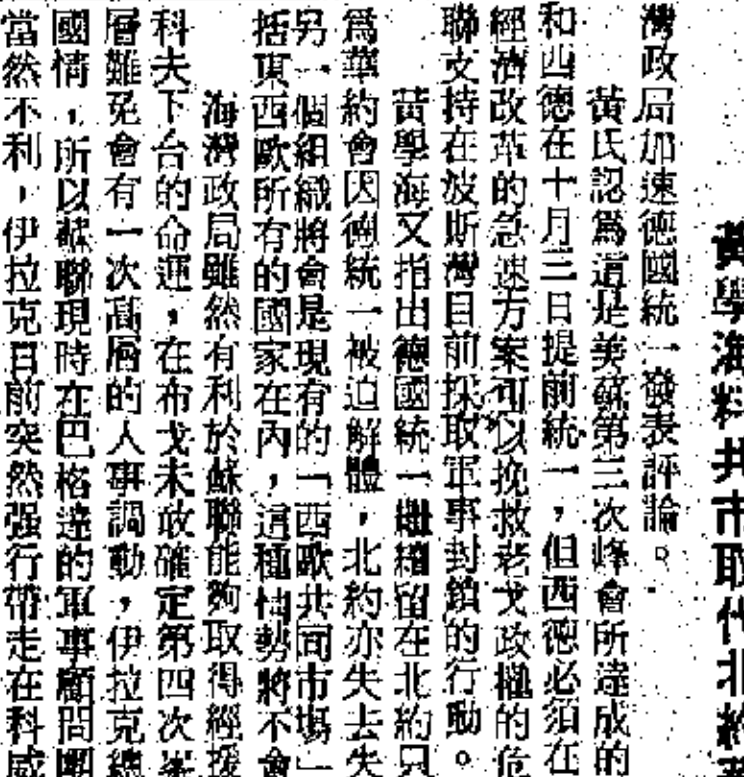 黃學海料共市取代北約
灣政局加速德國統一發表評論。
黃氏認爲這是美蘇第三次峰會所達成的
和西德在十月三日提前統一，但西德必須在
經濟改革的急速方案可以挽救老戈政權的危
聯支持在波斯灣目前採取軍事封鎖的行動。
黃學海又指出德國統一繼續留在北約只
爲華約會因德統一被迫解體，北約亦失去失
另一個組織將會是現有的「西歐共同市場」
括東西歐所有的國家在內，這種情勢將不會
海灣政局雖然有利於蘇聯能夠取得經援
科夫下台的命運，在布戈未敢確定第四次峯
層難免會有一次高層的人事調動，伊拉克總
國情，所以蘇聯現時在巴格達的軍事顧問團
當然不利，伊拉克目前突然强行帶走在科威